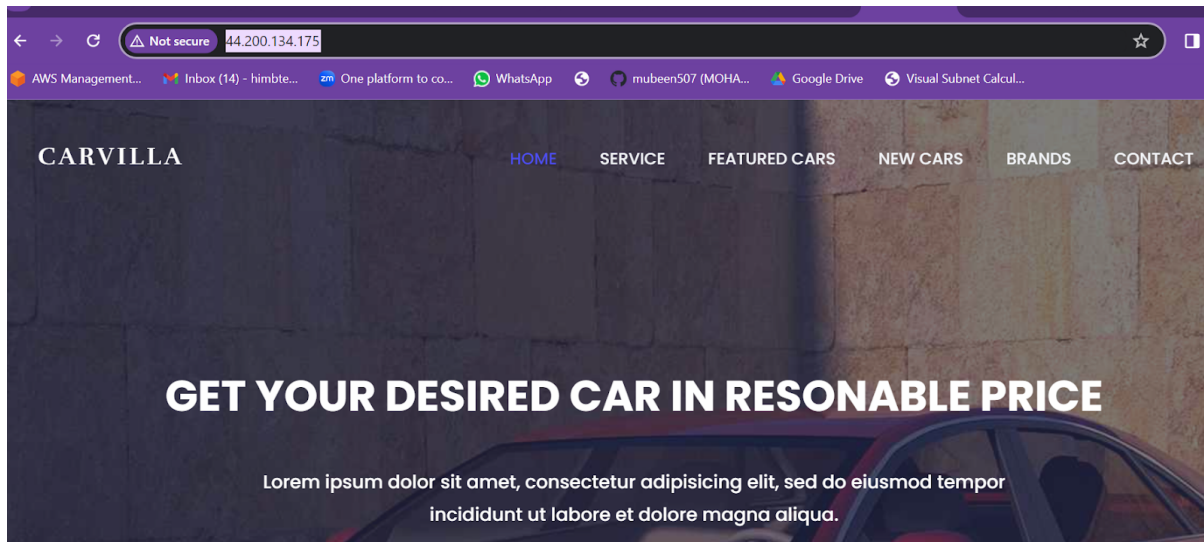 Not secure 44.200.134.175
AWS Management... Inbox (14) - himbte... One platform to co... WhatsApp mubeen507 (MOHA... Google Drive Visual Subnet Calcul...
CARVILLA HOME SERVICE FEATURED CARS NEW CARS BRANDS CONTACT
GET YOUR DESIRED CAR IN RESONABLE PRICE
Lorem ipsum dolor sit amet, consectetur adipisicing elit, sed do eiusmod tempor
incididunt ut labore et dolore magna aliqua.